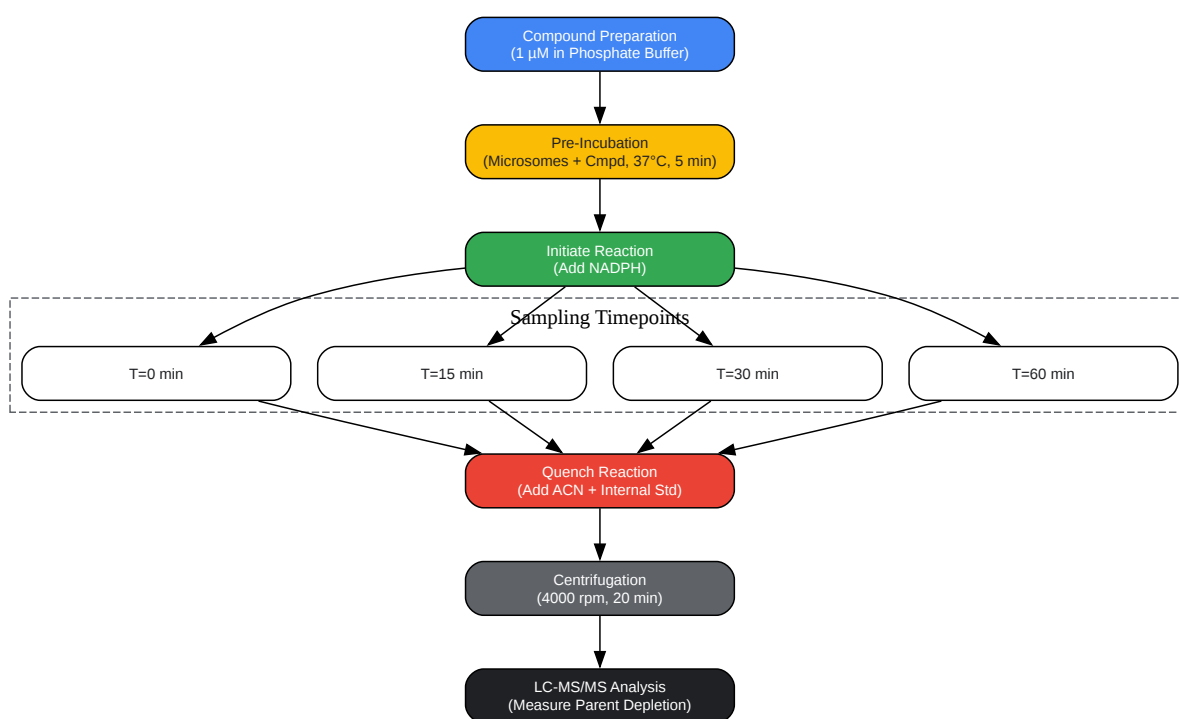 Compound Preparation
(1 µM in Phosphate Buffer)
Pre-Incubation
(Microsomes + Cmpd, 37°C, 5 min)
Initiate Reaction
(Add NADPH)
Sampling Timepoints
T=0 min
T=15 min
T=30 min
T=60 min
Quench Reaction
(Add ACN + Internal Std)
Centrifugation
(4000 rpm, 20 min)
LC-MS/MS Analysis
(Measure Parent Depletion)